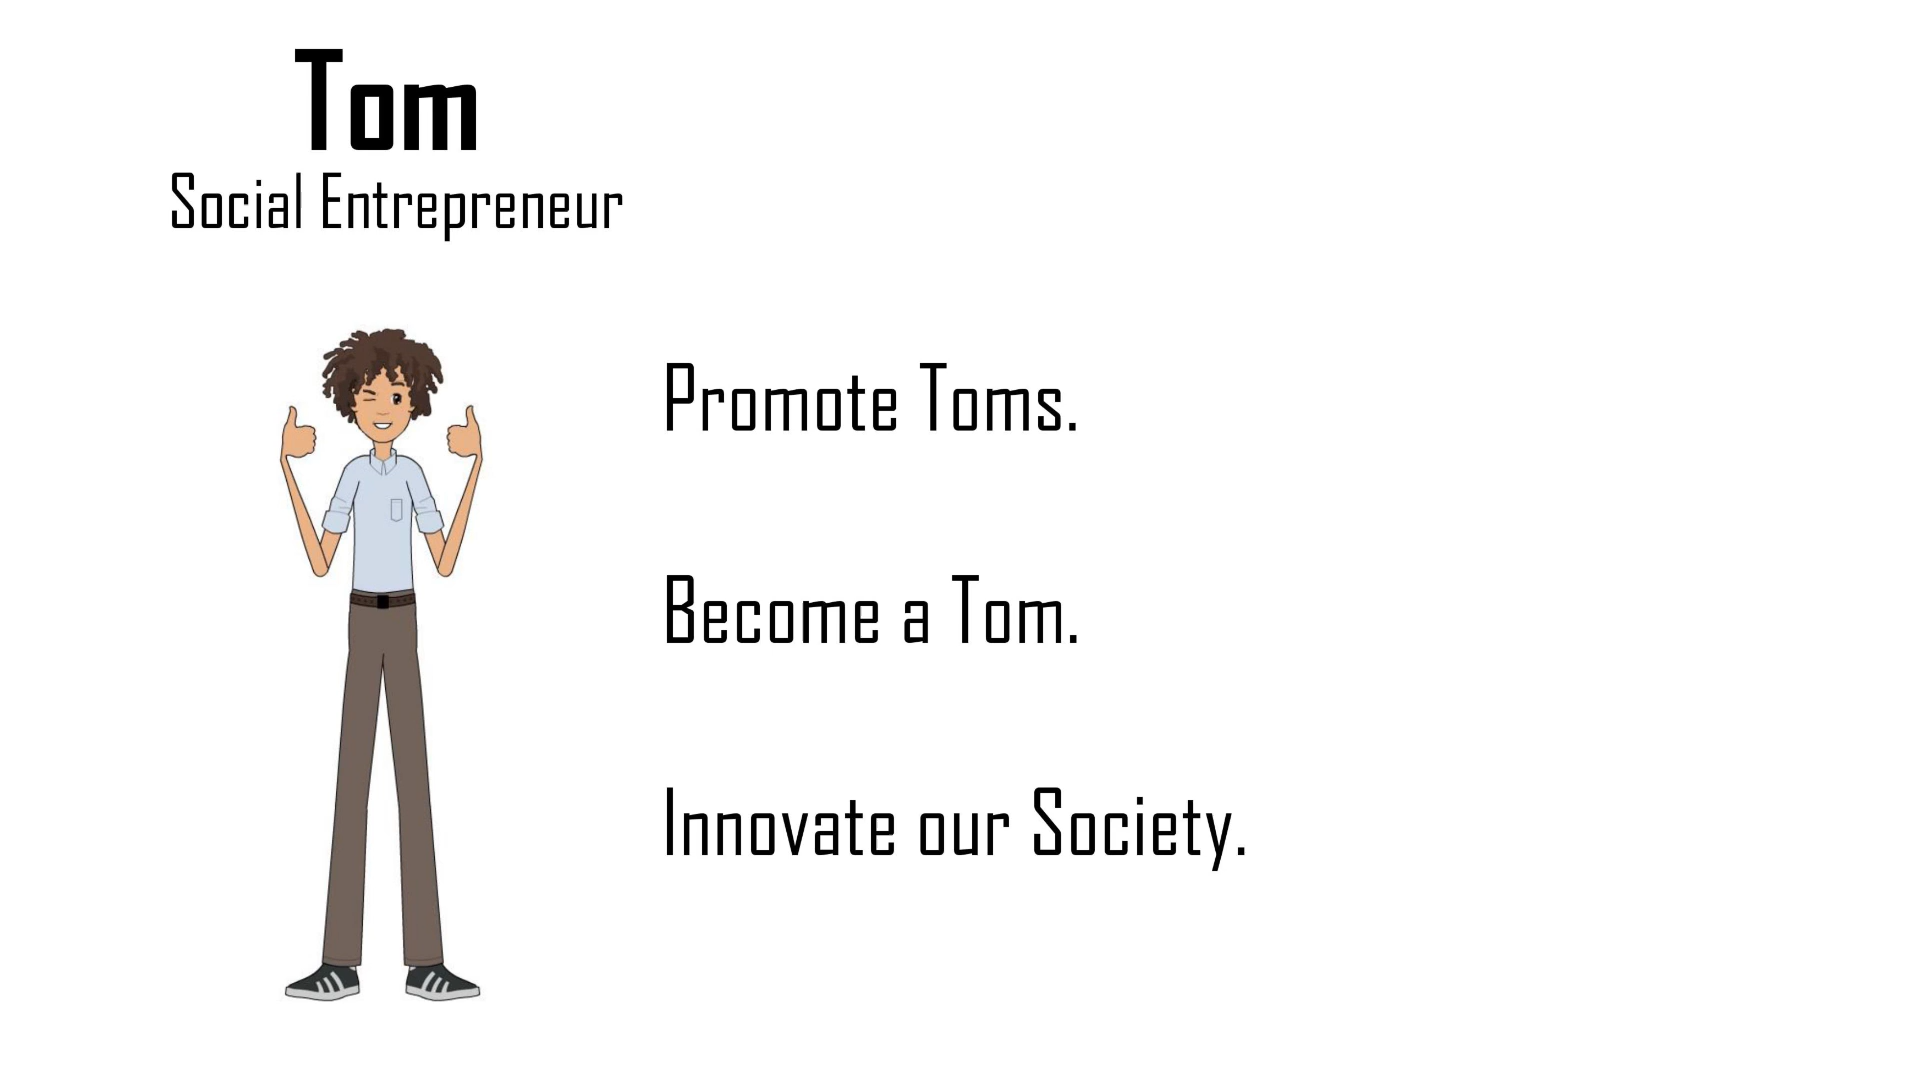 Tom
Social Entrepreneur
Promote Toms.
Become a Tom.
Innovate our Society.